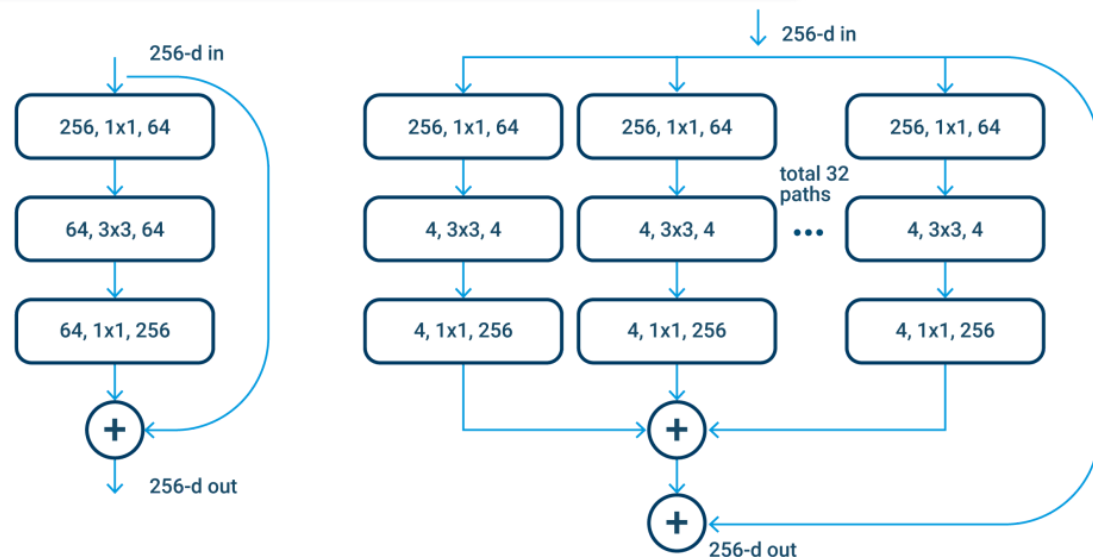 256-d in
256, 1x1, 64
64, 3x3, 64
64, 1x1, 256
+
256-d out
256-d in
256, 1x1, 64
256, 1x1, 64
256, 1x1, 64
total 32
paths
4, 3x3, 4
4, 3x3, 4
•••
4, 3x3, 4
4, 1x1, 256
4, 1x1, 256
4, 1x1, 256
+
+
256-d out